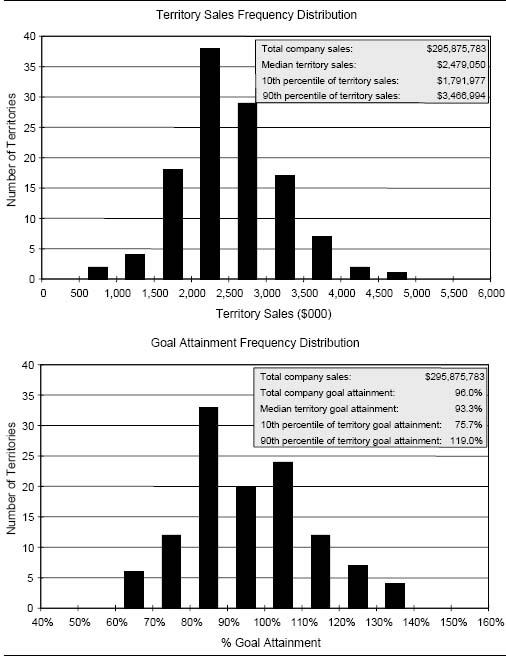 Territory Sales Frequency Distribution
Total company sales: $295,875,783
Median territory sales: $2,479,050
10th percentile of territory sales: $1,791,977
90th percentile of territory sales: $3,466,994
Number of Territories
40
35
30
25
20
15
10
5
0
0 500 1,000 1,500 2,000 2,500 3,000 3,500 4,000 4,500 5,000 5,500 6,000
Territory Sales ($000)
Goal Attainment Frequency Distribution
Total company sales: $295,875,783
Total company goal attainment: 96.0%
Median territory goal attainment: 93.3%
10th percentile of territory goal attainment: 75.7%
90th percentile of territory goal attainment: 119.0%
Number of Territories
40
35
30
25
20
15
10
5
0
40% 50% 60% 70% 80% 90% 100% 110% 120% 130% 140% 150% 160%
% Goal Attainment